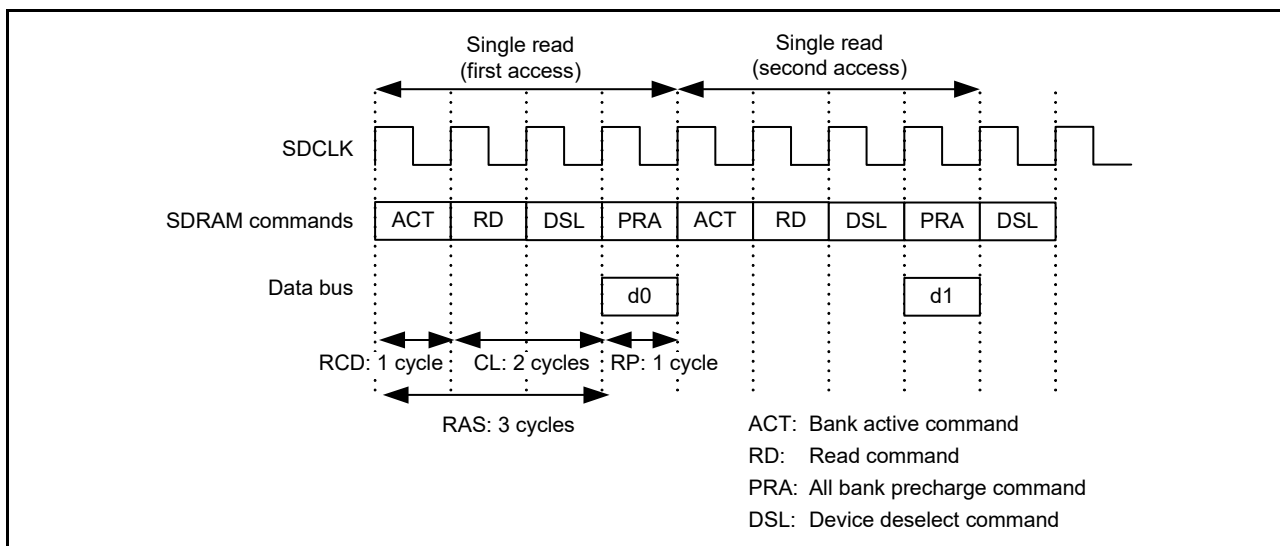 Single read
(first access)
Single read
(second access)
SDCLK
SDRAM commands ACT RD DSL PRA ACT RD DSL PRA DSL
Data bus d0 d1
RCD: 1 cycle CL: 2 cycles RP: 1 cycle
RAS: 3 cycles
ACT: Bank active command
RD: Read command
PRA: All bank precharge command
DSL: Device deselect command